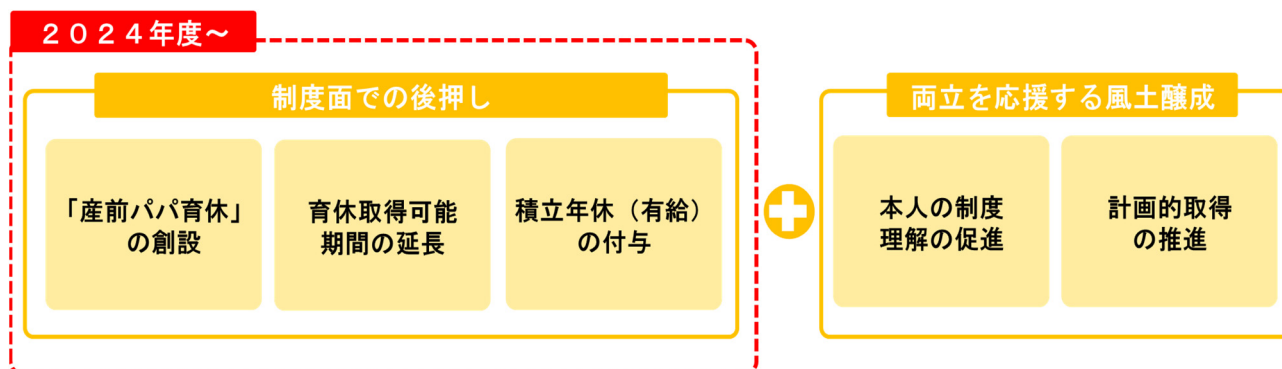 ２０２４年度～
制度面での後押し
「産前パパ育休」
の創設
育休取得可能
期間の延長
積立年休（有給）
の付与
両立を応援する風土醸成
本人の制度
理解の促進
計画的取得
の推進